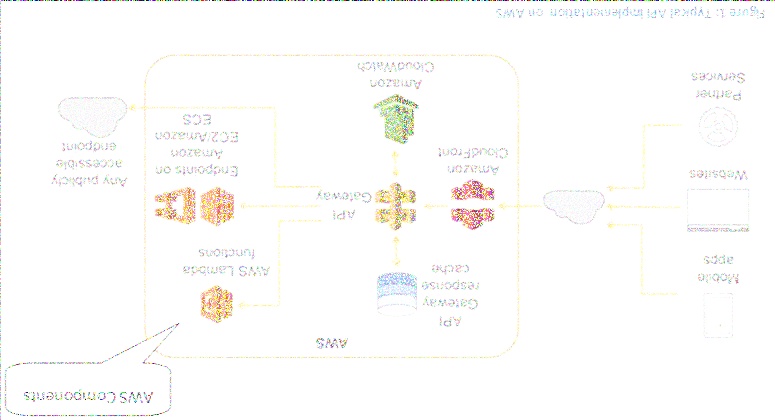 AWS Components
AWS
Mobile
apps
Websites
Partner
Services
API
Gateway
response
cache
Amazon
CloudFront
API
Gateway
Amazon
CloudWatch
AWS Lambda
functions
Endpoints on
Amazon
EC2/Amazon
ECS
Any publicly
accessible
endpoint
Figure 1: Typical API Implementation on AWS